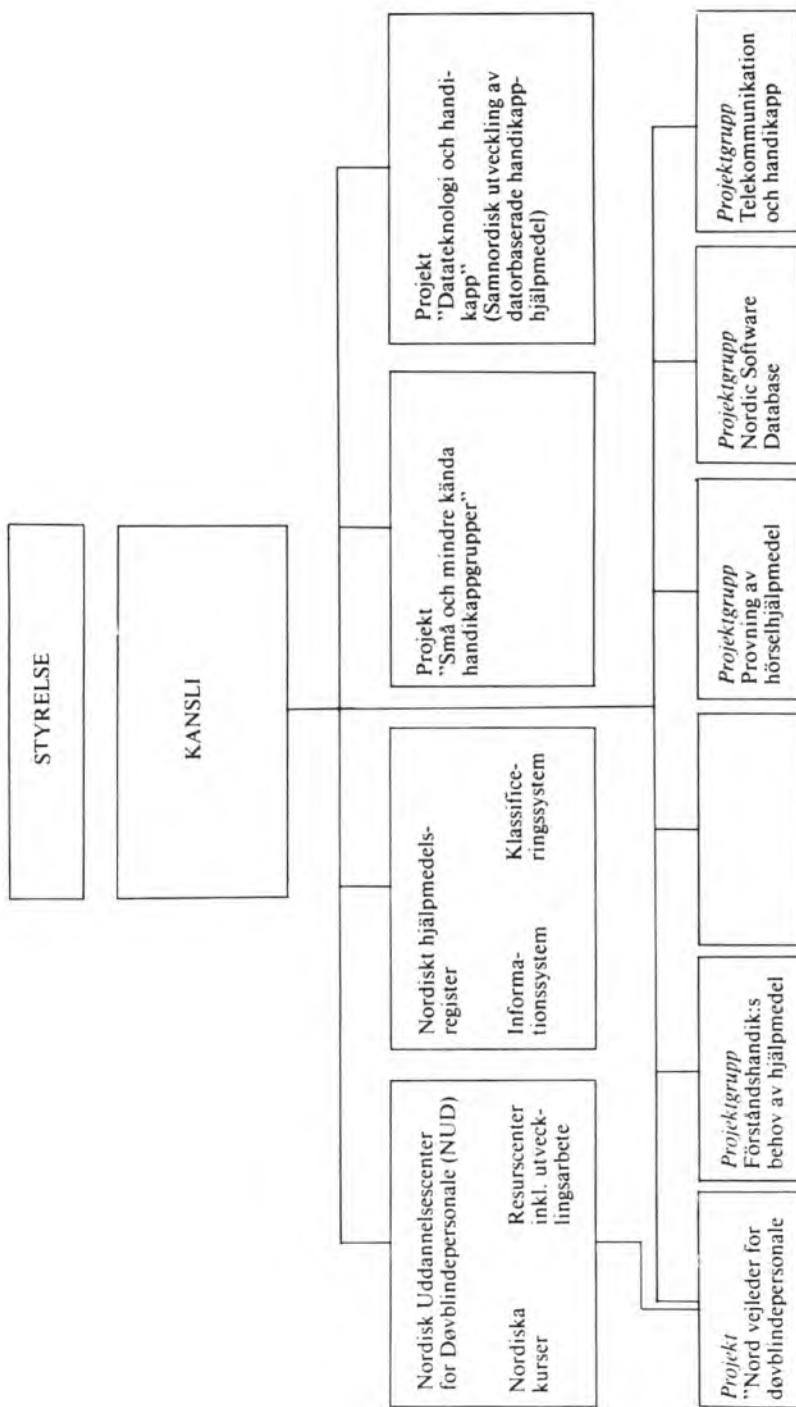 STYRELSE
KANSLI
Nordisk Uddannelsescenter
for Døvblindepersonale (NUD)
Nordiska
kurser
Resurscenter
inkl. utveck-
lingsarbete
Nordiskt hjälpmedels-
register
Informa-
tionssystem
Klassifice-
ringssystem
Projekt
"Små och mindre kända
handikappgrupper"
Projekt
"Datateknologi och handi-
kapp"
(Samnordisk utveckling av
datorbaserade handikapp-
hjälpmedel)
Projekt
"Nord vejleder for
døvblindepersonale
Projektgrupp
Förståndshandik:s
behov av hjälpmedel
Projektgrupp
Provning av
hörselhjälpmedel
Projektgrupp
Nordic Software
Database
Projektgrupp
Telekommunikation
och handikapp